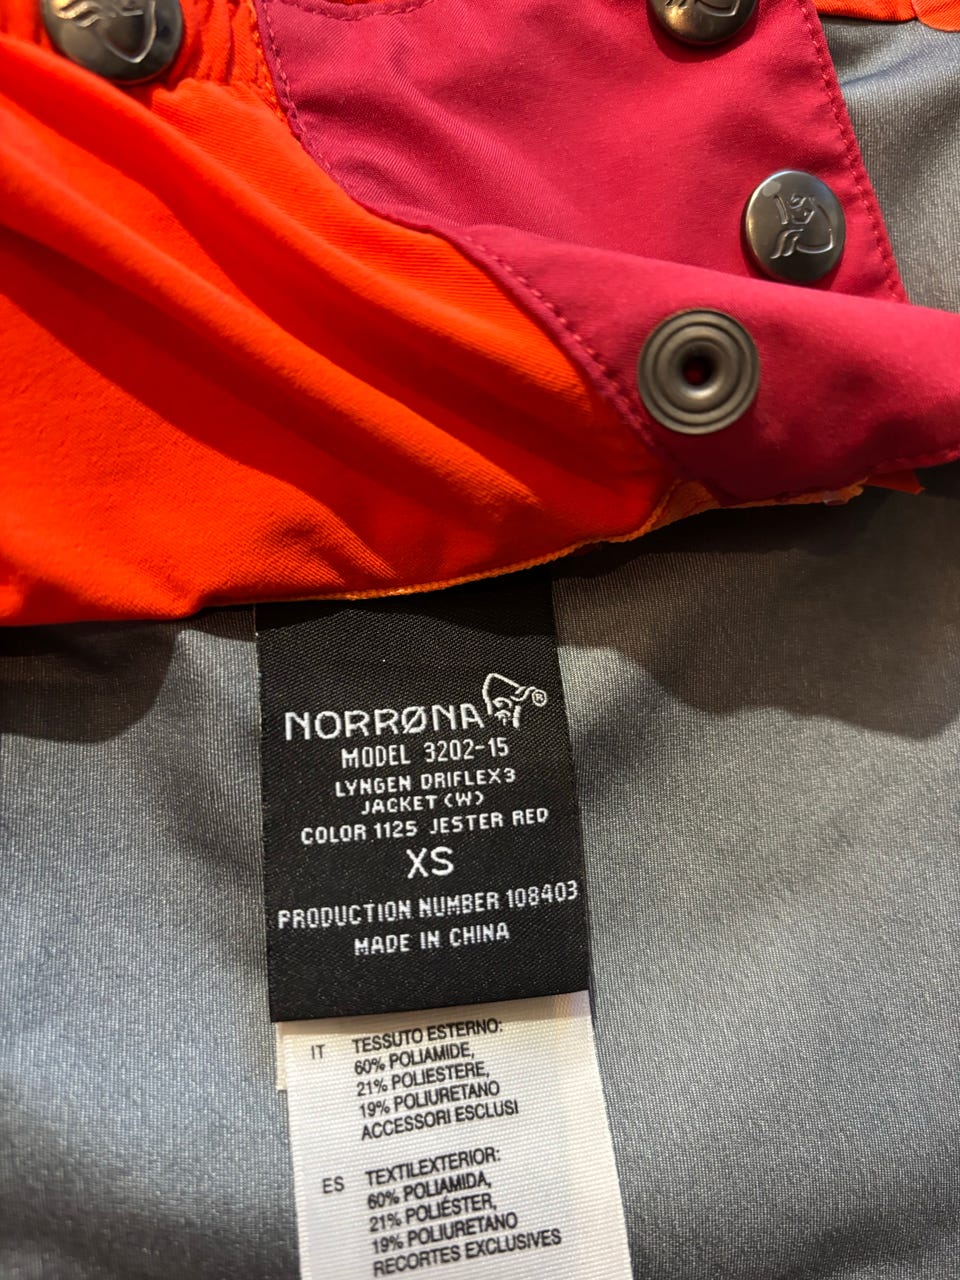 NORRØNA®
MODEL 3202-15
LYNGEN DRIFLEX3
JACKET (W)
COLOR 1125 JESTER RED
XS
PRODUCTION NUMBER 108403
MADE IN CHINA
IT TESSUTO ESTERNO:
60% POLIAMIDE,
21% POLIESTERE,
19% POLIURETANO
ACCESSORI ESCLUSI
ES TEXTILEXTERIOR:
60% POLIAMIDA,
21% POLIÉSTER,
19% POLIURETANO
RECORTES EXCLUSIVES